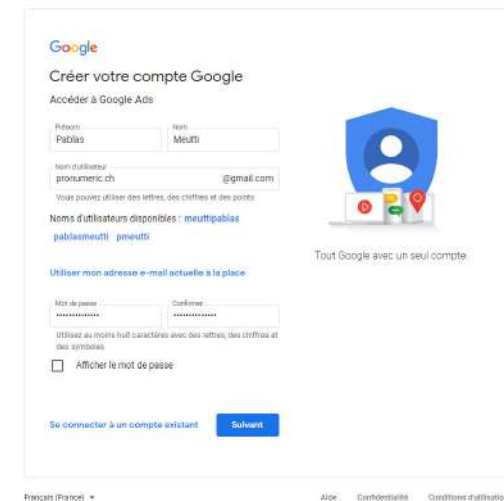 Google
Créer votre compte Google
Accéder à Google Ads
Prénom
Nom
Pablas
Meutti
Nom d'utilisateur
pronumeric.ch
@gmail.com
Vous pouvez utiliser des lettres, des chiffres et des points
Noms d'utilisateurs disponibles : meuttipablas
pablasmeutti pmeutti
Utiliser mon adresse e-mail actuelle à la place
Mot de passe
Confirmer
Utilisez au moins huit caractères avec des lettres, des chiffres et
des symboles
Afficher le mot de passe
Se connecter à un compte existant
Suivant
Tout Google avec un seul compte.
Français (France)
Aide
Confidentialité
Conditions d'utilisatio